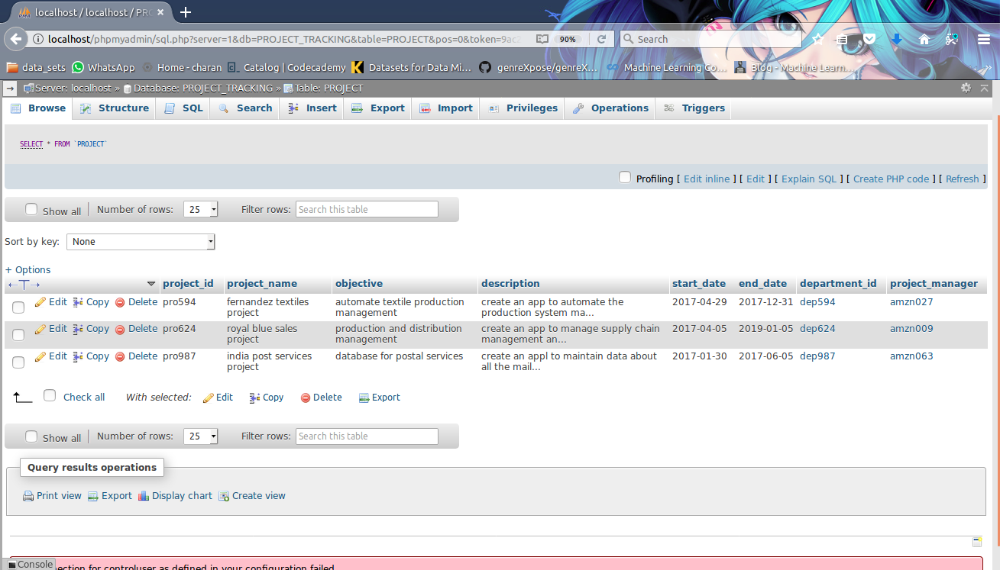 localhost / localhost / PRO
localhost/phpmyadmin/sql.php?server=1&db=PROJECT_TRACKING&table=PROJECT&pos=0&token=9ac2 90% Search
data_sets WhatsApp Home - charan Catalog | Codecademy Datasets for Data Mi... genreXpose/genreX... Machine Learning Co... Blog - Machine Learn...
Server: localhost » Database: PROJECT_TRACKING » Table: PROJECT
Browse Structure SQL Search Insert Export Import Privileges Operations Triggers
SELECT * FROM `PROJECT`
Profiling [ Edit inline ] [ Edit ] [ Explain SQL ] [ Create PHP code ] [ Refresh ]
Show all | Number of rows: 25 Filter rows: Search this table
Sort by key: None
+ Options
←T→ project_id project_name objective description start_date end_date department_id project_manager
Edit Copy Delete pro594 fernandez textiles automate textile production create an app to automate the 2017-04-29 2017-12-31 dep594 amzn027
project management production system ma...
Edit Copy Delete pro624 royal blue sales production and distribution create an app to manage supply chain 2017-04-05 2019-01-05 dep624 amzn009
project management management an...
Edit Copy Delete pro987 india post services database for postal services create an appl to maintain data about 2017-01-30 2017-06-05 dep987 amzn063
project all the mail...
Check all With selected: Edit Copy Delete Export
Show all | Number of rows: 25 Filter rows: Search this table
Query results operations
Print view Export Display chart Create view
Console ection for controluser as defined in your configuration failed.